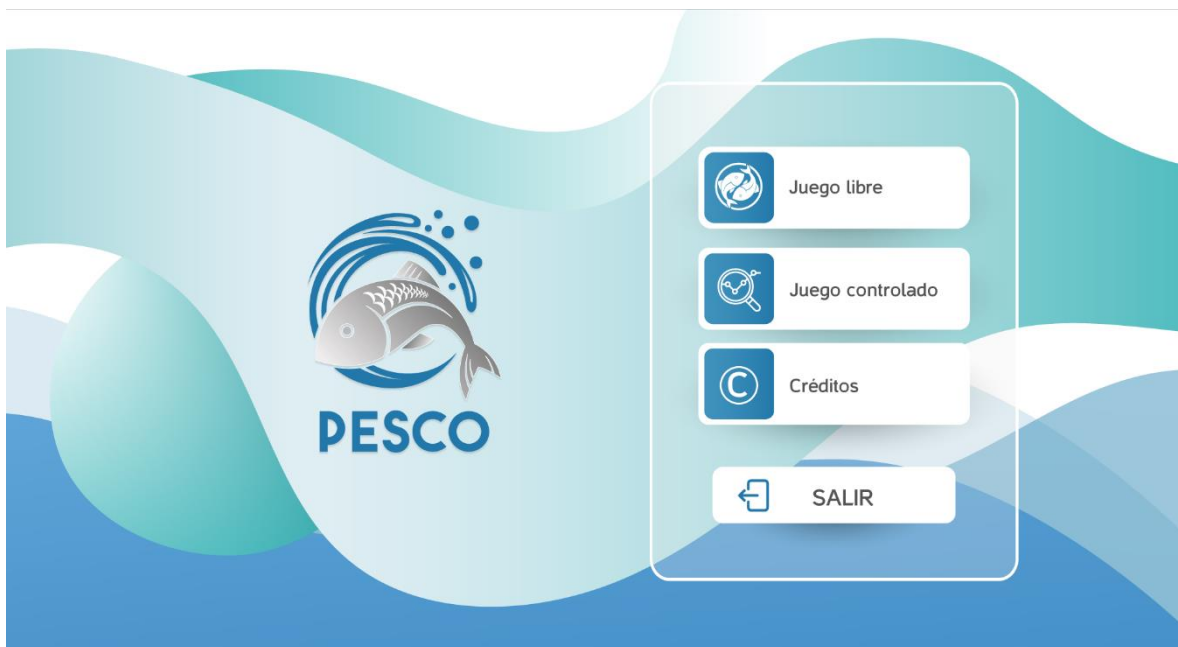 PESCO
Juego libre
Juego controlado
C
Créditos
SALIR